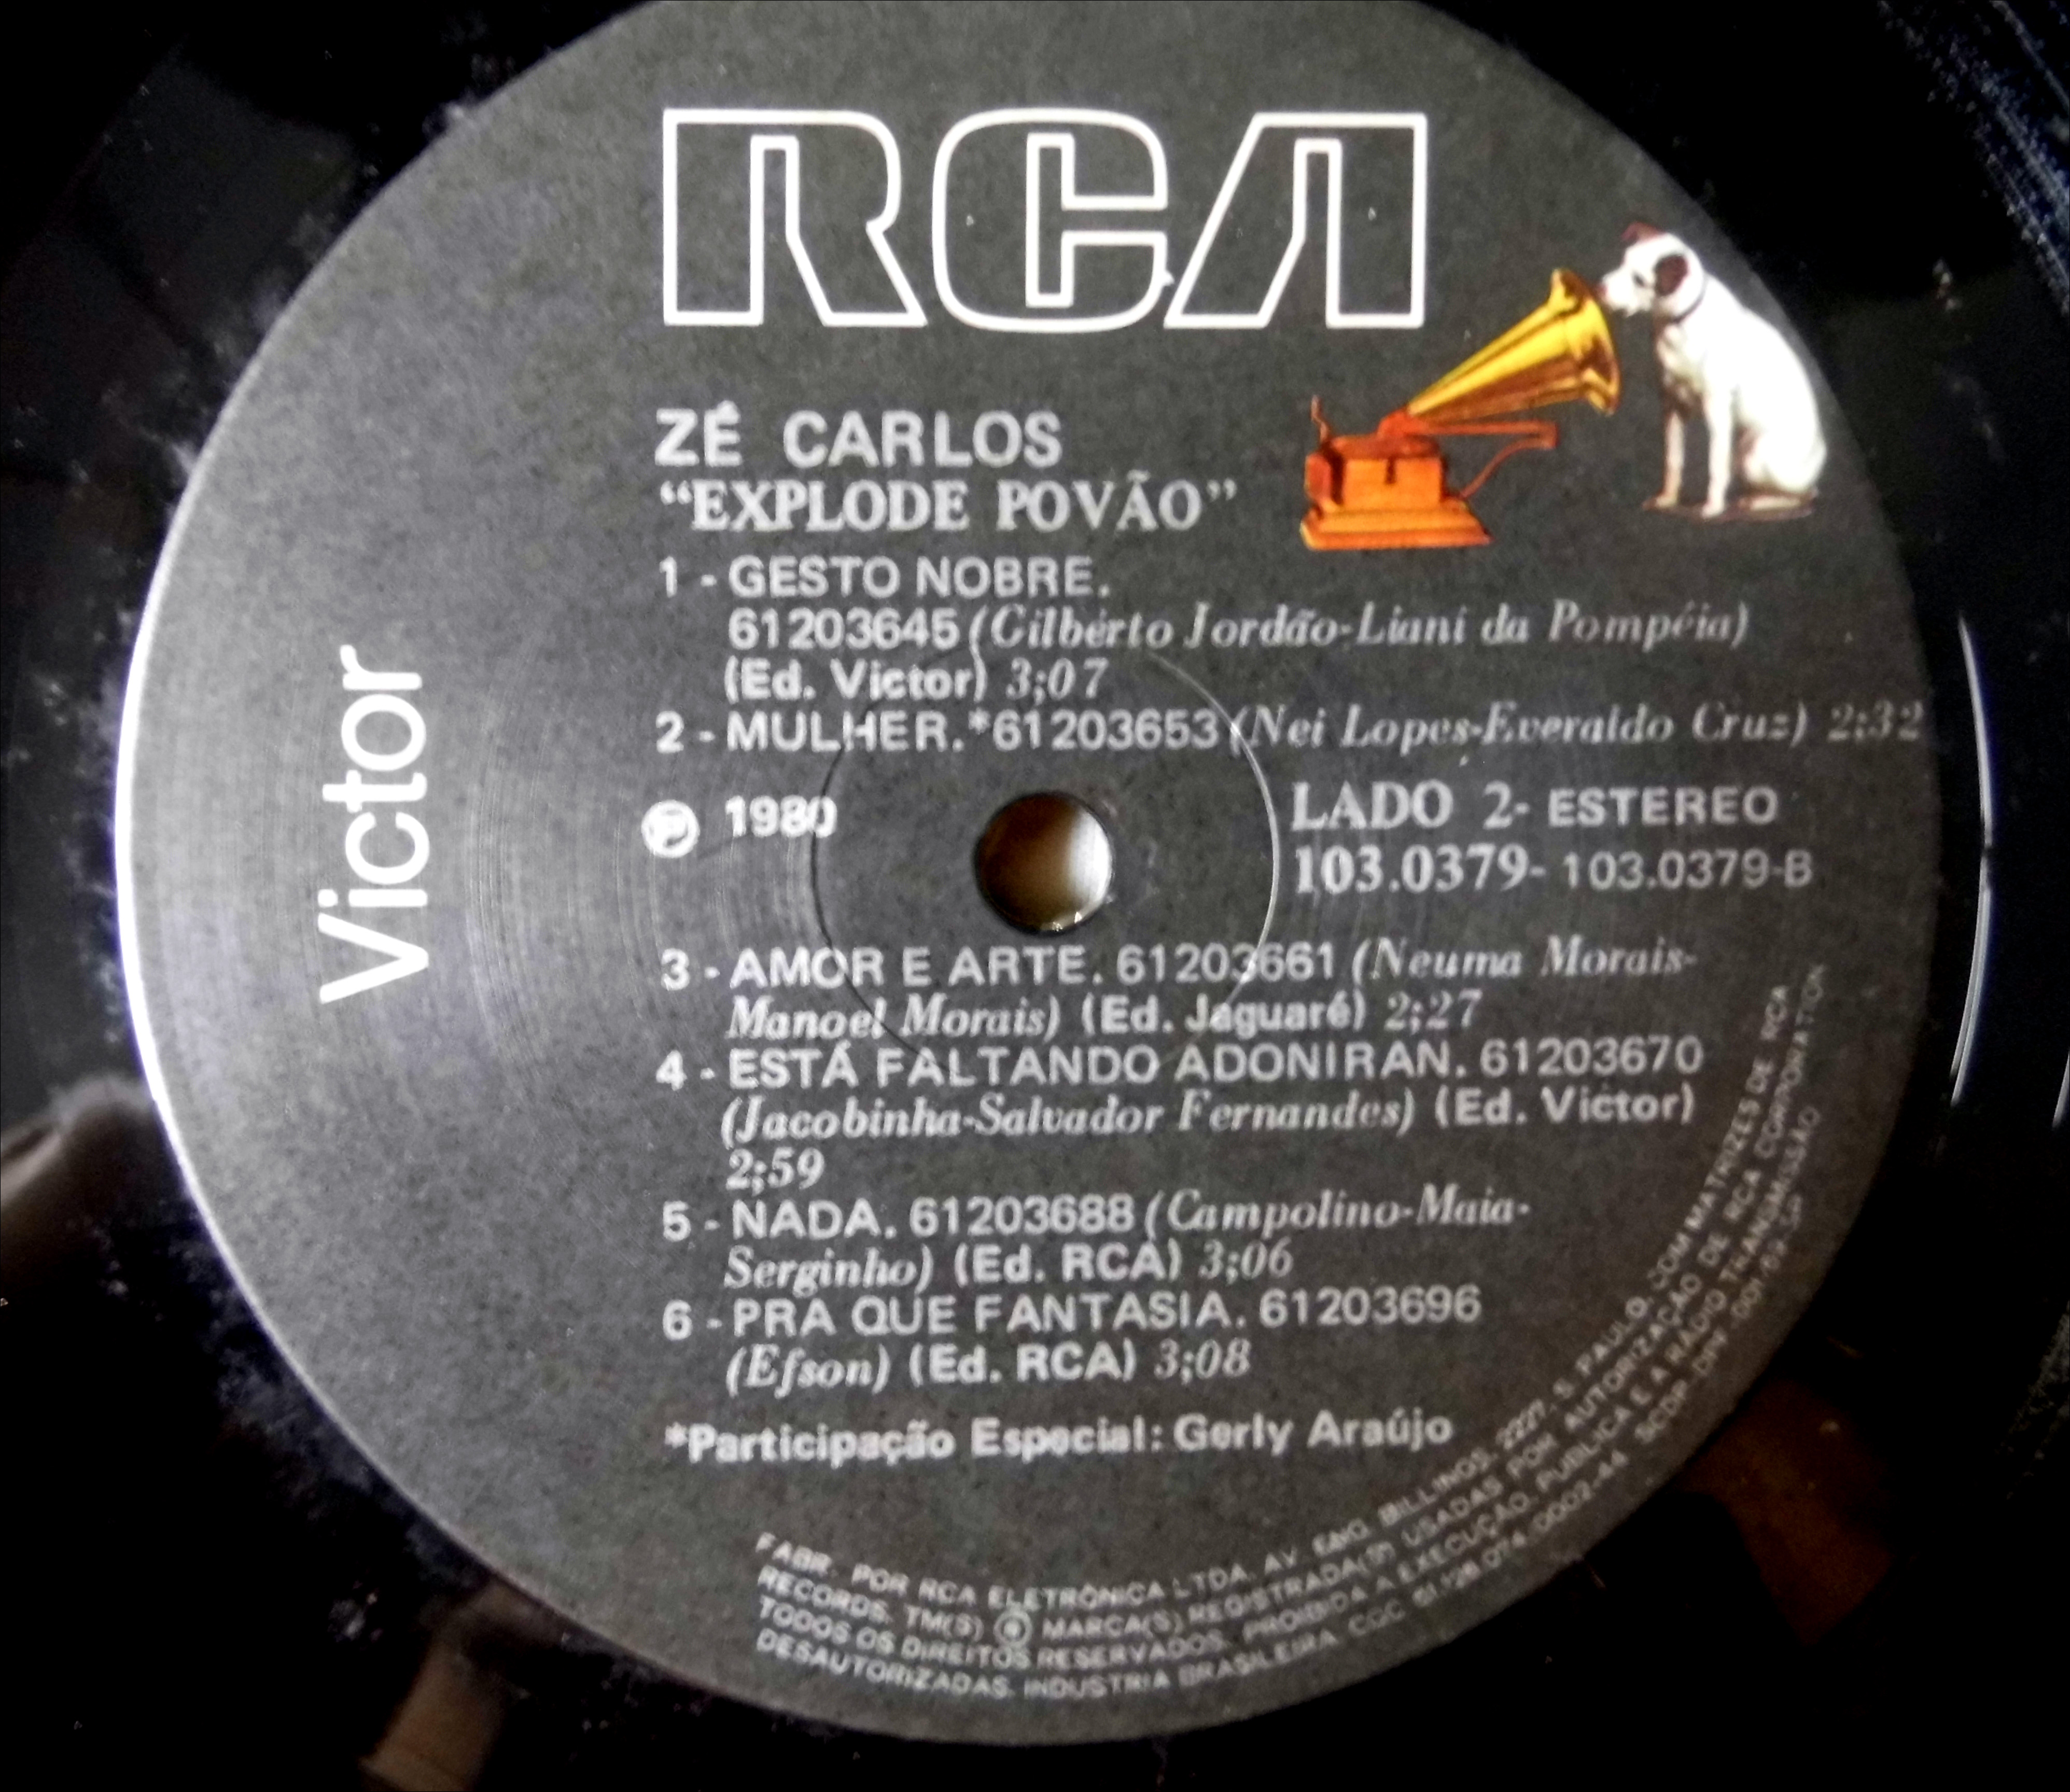 RCA
Victor
ZÉ CARLOS
“EXPLODE POVÃO”
1 - GESTO NOBRE.
61203645 (Gilberto Jordão-Liani da Pompéia)
(Ed. Victor) 3;07
2 - MULHER.*61203653 (Nei Lopes-Everaldo Cruz) 2;32
℗ 1980
LADO 2- ESTEREO
103.0379- 103.0379-B
3 - AMOR E ARTE. 61203661 (Neuma Morais-
Manoel Morais) (Ed. Jaguaré) 2;27
4 - ESTÁ FALTANDO ADONIRAN. 61203670
(Jacobinha-Salvador Fernandes) (Ed. Victor)
2;59
5 - NADA. 61203688 (Campolino-Maia-
Serginho) (Ed. RCA) 3;06
6 - PRA QUE FANTASIA. 61203696
(Efson) (Ed. RCA) 3;08
*Participação Especial: Gerly Araújo
FABR. POR RCA ELETRÔNICA LTDA. AV. ENG. BILLINGS, 2227, S. PAULO, COM MATRIZES DE RCA
RECORDS. TM(S) ® MARCA(S) REGISTRADA(S) USADAS POR AUTORIZAÇÃO DE RCA CORPORATION
TODOS OS DIREITOS RESERVADOS. PROIBIDA A EXECUÇÃO PÚBLICA E A RÁDIO TRANSMISSÃO
DESAUTORIZADAS. INDÚSTRIA BRASILEIRA CGC SCDP DPF